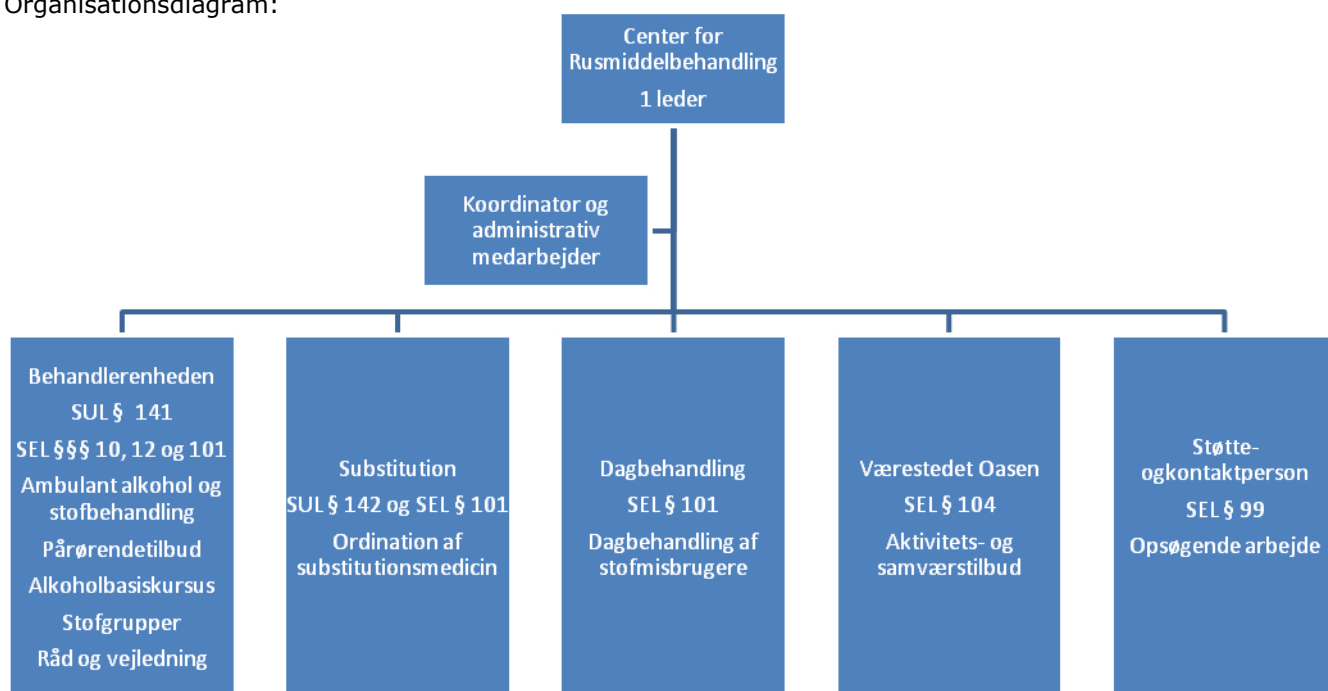 Organisationsdiagram:
Center for
Rusmiddelbehandling
1 leder
Koordinator og
administrativ
medarbejder
Behandlerenheden
SUL § 141
SEL §§§ 10, 12 og 101
Ambulant alkohol og
stofbehandling
Pårørendetilbud
Alkoholbasiskursus
Stofgrupper
Råd og vejledning
Substitution
SUL § 142 og SEL § 101
Ordination af
substitutionsmedicin
Dagbehandling
SEL § 101
Dagbehandling af
stofmisbrugere
Værestedet Oasen
SEL § 104
Aktivitets- og
samværstilbud
Støtte-
ogkontaktperson
SEL § 99
Opsøgende arbejde